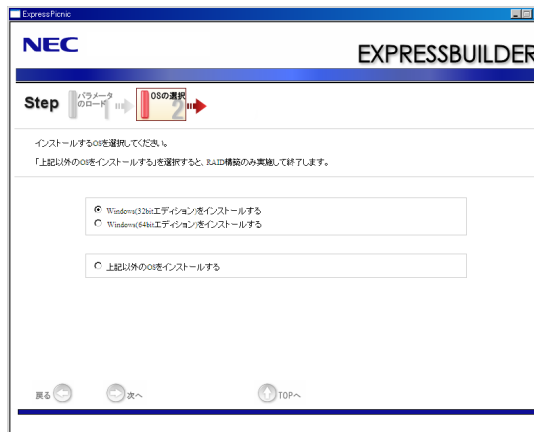 ExpressPicnic
NEC
EXPRESSBUILDER
Step パラメータのロード 1 OSの選択 2
インストールするOSを選択してください。
「上記以外のOSをインストールする」を選択すると、RAID構築のみ実施して終了します。
Windows(32bitエディション)をインストールする
Windows(64bitエディション)をインストールする
上記以外のOSをインストールする
戻る 次へ TOPへ